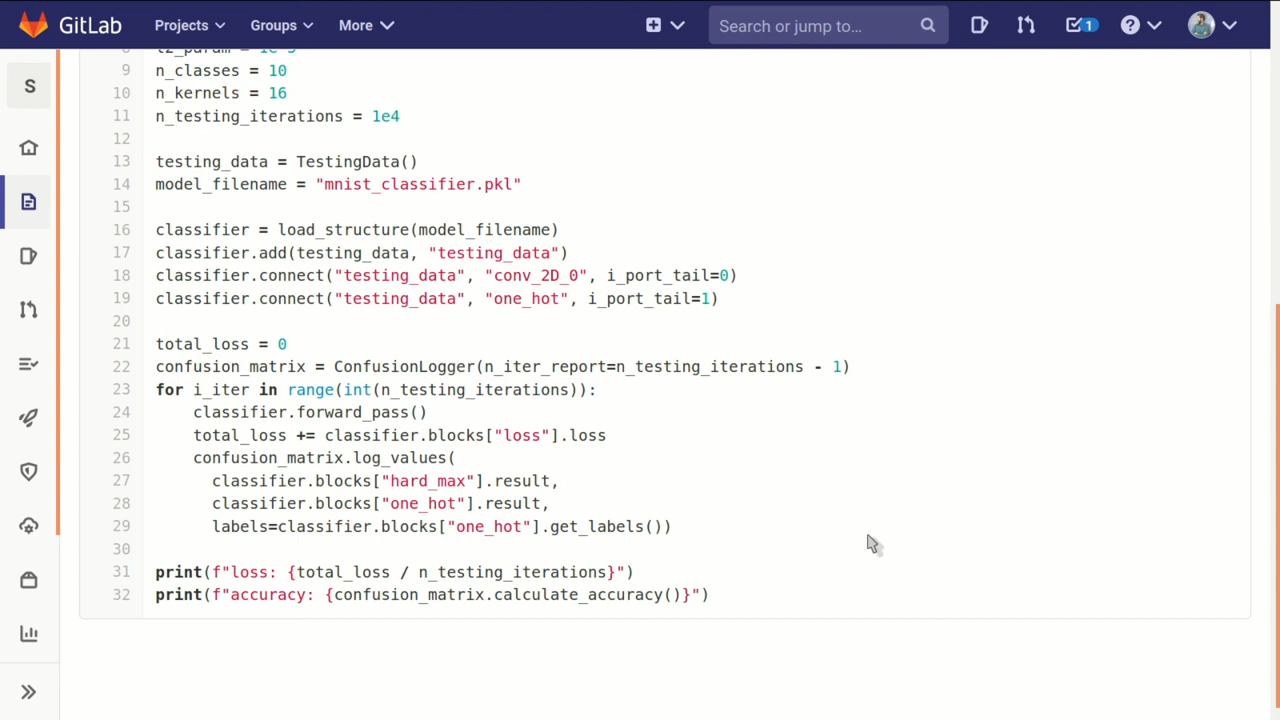 GitLab Projects Groups More Search or jump to... 1
S
9 n_classes = 10
10 n_kernels = 16
11 n_testing_iterations = 1e4
12
13 testing_data = TestingData()
14 model_filename = "mnist_classifier.pkl"
15
16 classifier = load_structure(model_filename)
17 classifier.add(testing_data, "testing_data")
18 classifier.connect("testing_data", "conv_2D_0", i_port_tail=0)
19 classifier.connect("testing_data", "one_hot", i_port_tail=1)
20
21 total_loss = 0
22 confusion_matrix = ConfusionLogger(n_iter_report=n_testing_iterations - 1)
23 for i_iter in range(int(n_testing_iterations)):
24 classifier.forward_pass()
25 total_loss += classifier.blocks["loss"].loss
26 confusion_matrix.log_values(
27 classifier.blocks["hard_max"].result,
28 classifier.blocks["one_hot"].result,
29 labels=classifier.blocks["one_hot"].get_labels())
30
31 print(f"loss: {total_loss / n_testing_iterations}")
32 print(f"accuracy: {confusion_matrix.calculate_accuracy()}")